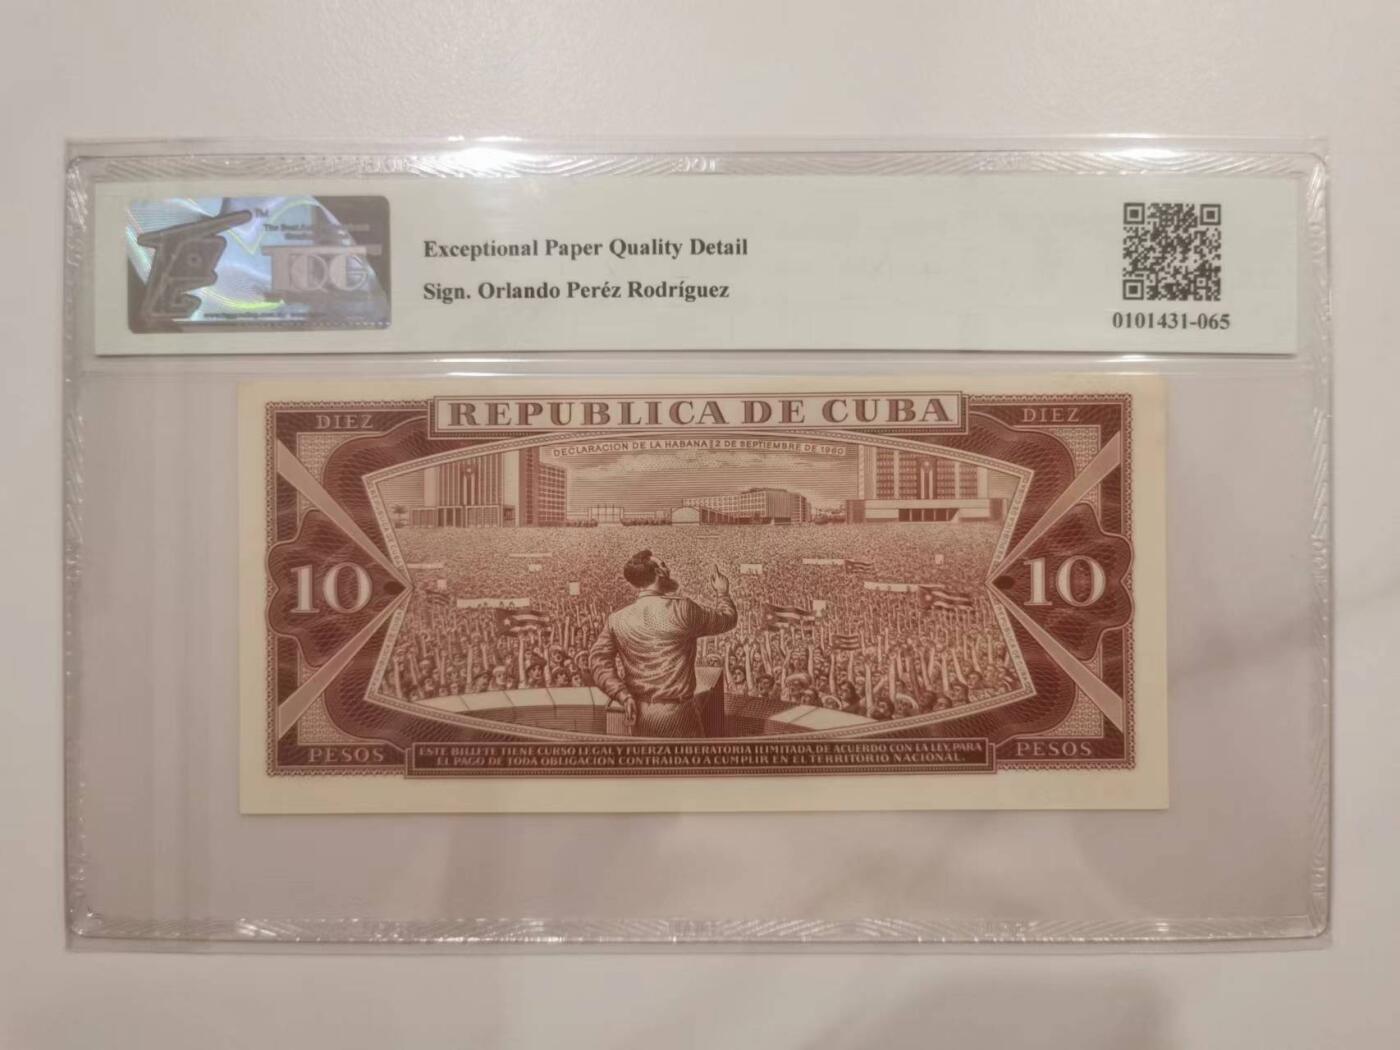 TM
TQG
Exceptional Paper Quality Detail
Sign. Orlando Peréz Rodríguez
0101431-065
DIEZ
REPUBLICA DE CUBA
DIEZ
DECLARACION DE LA HABANA 2 DE SEPTIEMBRE DE 1960
10
10
PESOS
ESTE BILLETE TIENE CURSO LEGAL Y FUERZA LIBERATORIA ILIMITADA, DE ACUERDO CON LA LEY, PARA
EL PAGO DE TODA OBLIGACION CONTRAIDA O A CUMPLIR EN EL TERRITORIO NACIONAL.
PESOS